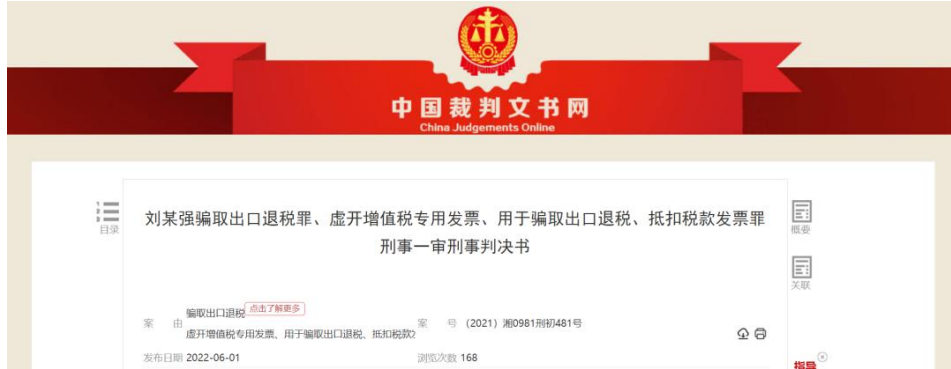 中国裁判文书网
China Judgements Online
目录
刘某强骗取出口退税罪、虚开增值税专用发票、用于骗取出口退税、抵扣税款发票罪
刑事一审刑事判决书
概要
关联
案 由 骗取出口退税 点击了解更多
虚开增值税专用发票、用于骗取出口退税、抵扣税款?
案 号 (2021) 湘0981刑初481号
发布日期 2022-06-01 浏览次数 168
指导